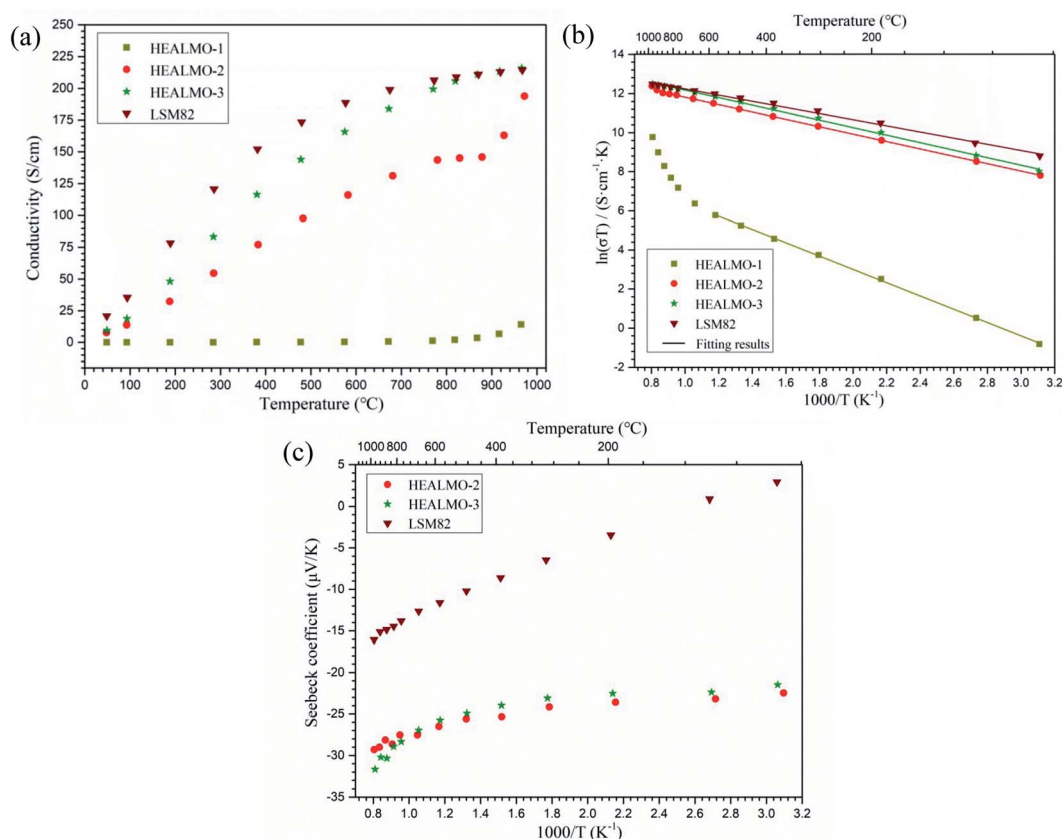 (a)
250
225
200
175
150
125
100
75
50
25
0
Conductivity (S/cm)
HEALMO-1
HEALMO-2
HEALMO-3
LSM82
0 100 200 300 400 500 600 700 800 900 1000
Temperature (℃)
(b)
Temperature (℃)
1000 800 600 400 200
14
12
10
8
6
4
2
0
-2
ln(σT) / (S·cm⁻¹·K)
HEALMO-1
HEALMO-2
HEALMO-3
LSM82
Fitting results
0.6 0.8 1.0 1.2 1.4 1.6 1.8 2.0 2.2 2.4 2.6 2.8 3.0 3.2
1000/T (K⁻¹)
(c)
Temperature (℃)
1000 800 600 400 200
5
0
-5
-10
-15
-20
-25
-30
-35
Seebeck coefficient (μV/K)
HEALMO-2
HEALMO-3
LSM82
0.8 1.0 1.2 1.4 1.6 1.8 2.0 2.2 2.4 2.6 2.8 3.0 3.2
1000/T (K⁻¹)